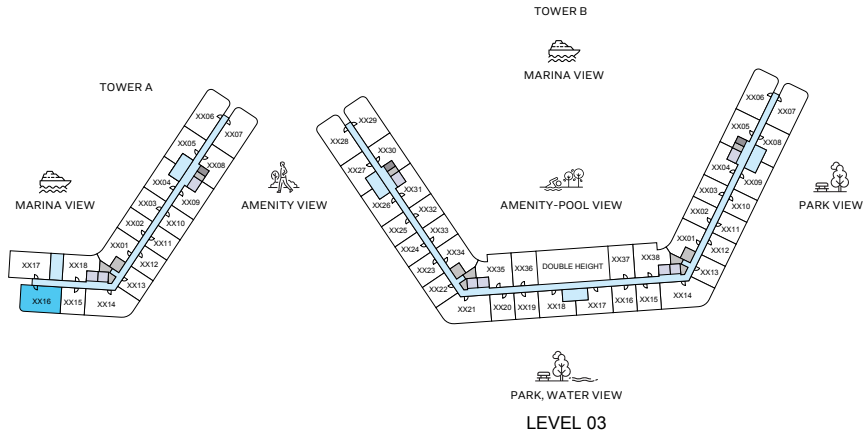 TOWER B
MARINA VIEW
TOWER A
MARINA VIEW
AMENITY VIEW
AMENITY-POOL VIEW
PARK VIEW
XX06
XX07
XX05
XX08
XX04
XX09
XX03
XX10
XX02
XX11
XX01
XX12
XX13
XX17
XX18
XX16
XX15
XX14
XX29
XX28
XX30
XX27
XX31
XX26
XX32
XX25
XX33
XX24
XX34
XX23
XX22
XX35
XX36
DOUBLE HEIGHT
XX37
XX38
XX21
XX20
XX19
XX18
XX17
XX16
XX15
XX14
XX06
XX07
XX05
XX08
XX04
XX09
XX03
XX10
XX02
XX11
XX01
XX12
XX13
PARK, WATER VIEW
LEVEL 03